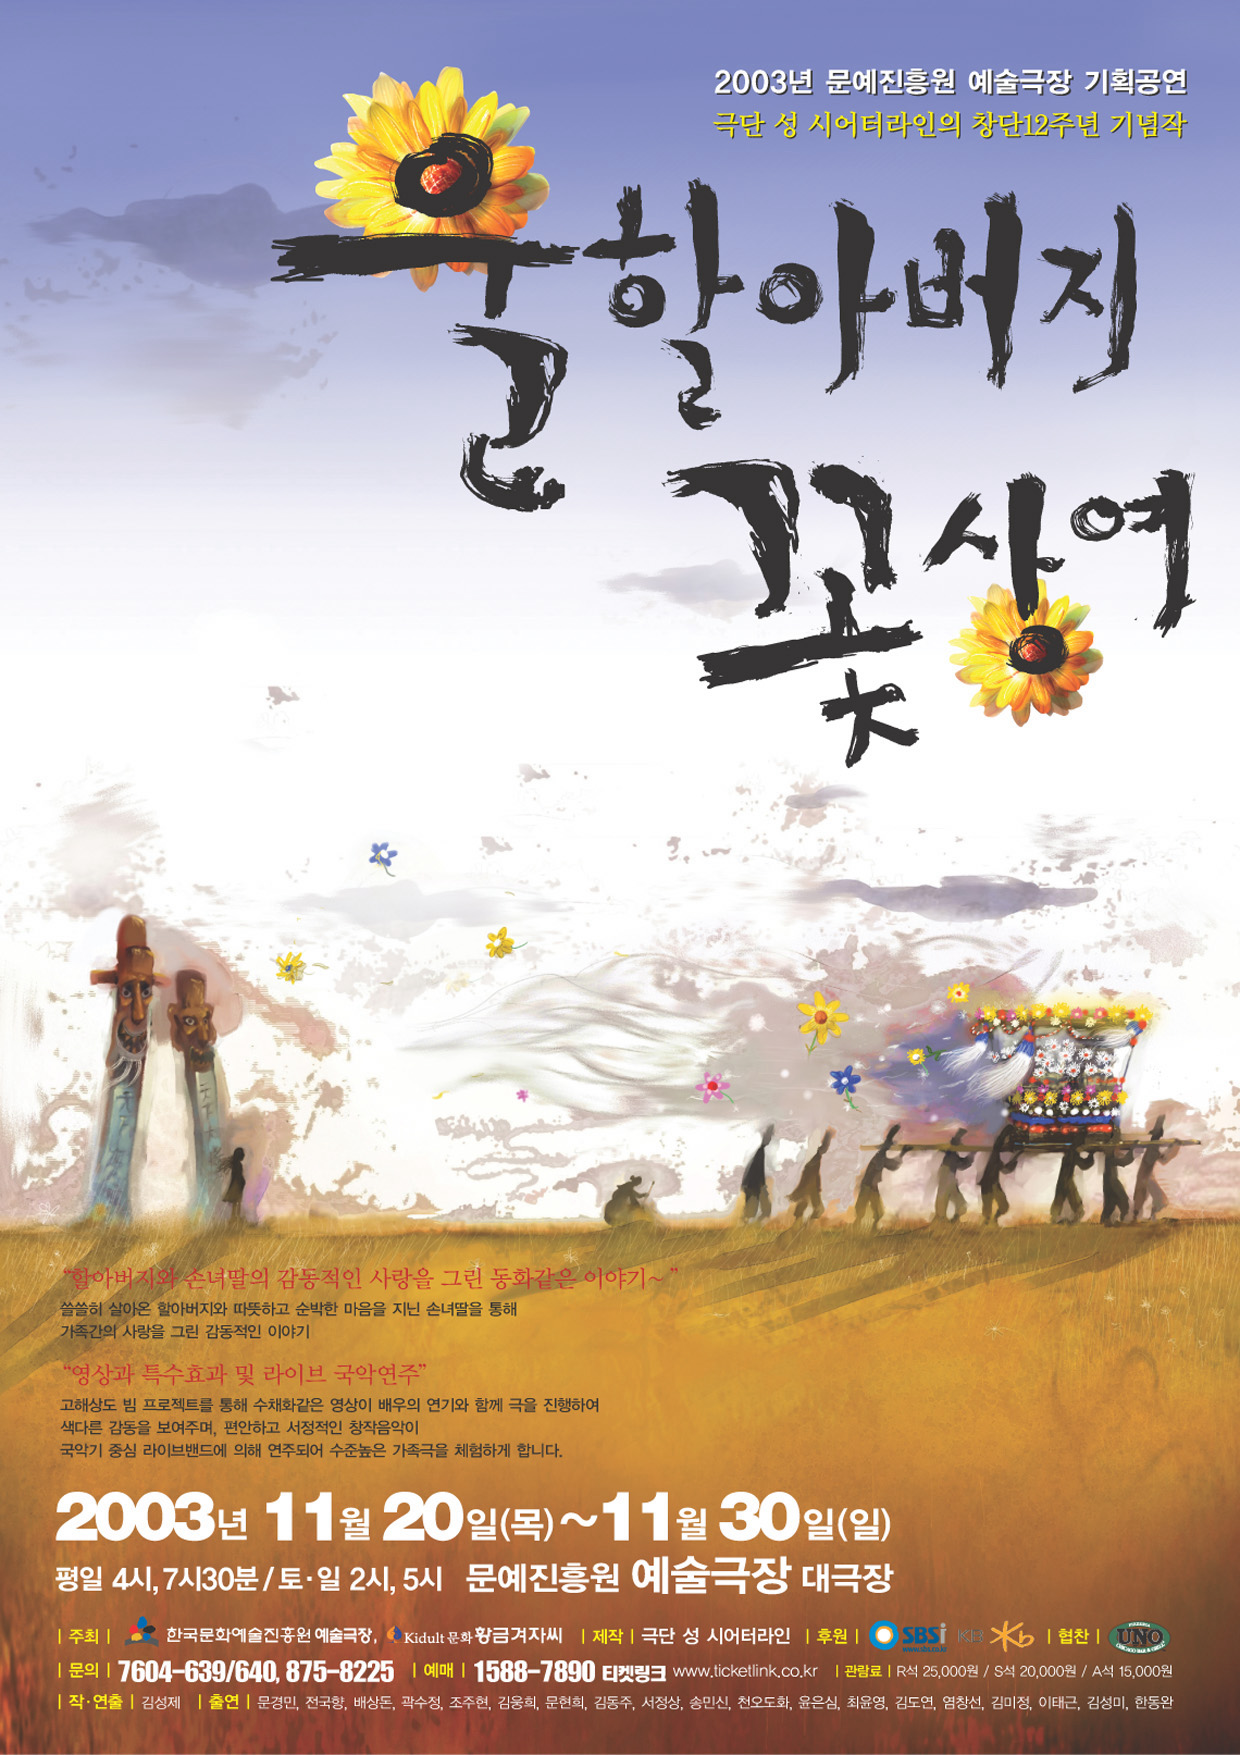 2003년 문예진흥원 예술극장 기획공연
극단 성 시어터라인의 창단12주년 기념작
울할아버지
꽃상여
“할아버지와 손녀딸의 감동적인 사랑을 그린 동화같은 이야기~ ”
쓸쓸히 살아온 할아버지와 따뜻하고 순박한 마음을 지닌 손녀딸을 통해
가족간의 사랑을 그린 감동적인 이야기
“영상과 특수효과 및 라이브 국악연주”
고해상도 빔 프로젝트를 통해 수채화같은 영상이 배우의 연기와 함께 극을 진행하여
색다른 감동을 보여주며, 편안하고 서정적인 창작음악이
국악기 중심 라이브밴드에 의해 연주되어 수준높은 가족극을 체험하게 합니다.
2003년 11월 20일(목)~11월 30일(일)
평일 4시, 7시30분 / 토·일 2시, 5시 문예진흥원 예술극장 대극장
| 주최 | 한국문화예술진흥원 예술극장, Kidult 문화 황금겨자씨 | 제작 | 극단 성 시어터라인 | 후원 | SBSi KB Kb | 협찬 | UNO
| 문의 | 7604-639/640, 875-8225 | 예매 | 1588-7890 티켓링크 www.ticketlink.co.kr | 관람료 | R석 25,000원 / S석 20,000원 / A석 15,000원
| 작·연출 | 김성제 | 출연 | 문경민, 전국향, 배상돈, 곽수정, 조주현, 김웅희, 문현희, 김동주, 서정상, 송민신, 천오도화, 윤은심, 최윤영, 김도연, 염창선, 김미정, 이태근, 김성미, 한동완